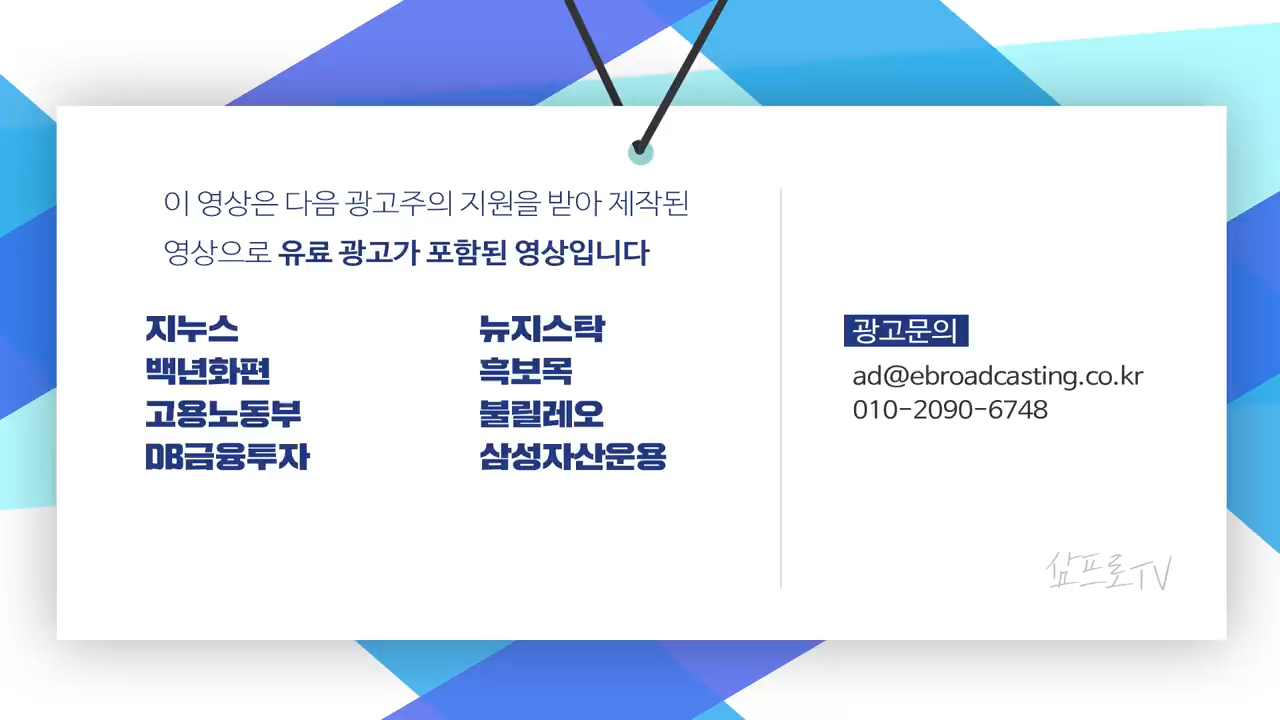 이 영상은 다음 광고주의 지원을 받아 제작된
영상으로 유료 광고가 포함된 영상입니다
지누스
백년화편
고용노동부
DB금융투자
뉴지스탁
흑보목
불릴레오
삼성자산운용
광고문의
ad@ebroadcasting.co.kr
010-2090-6748
삼프로TV